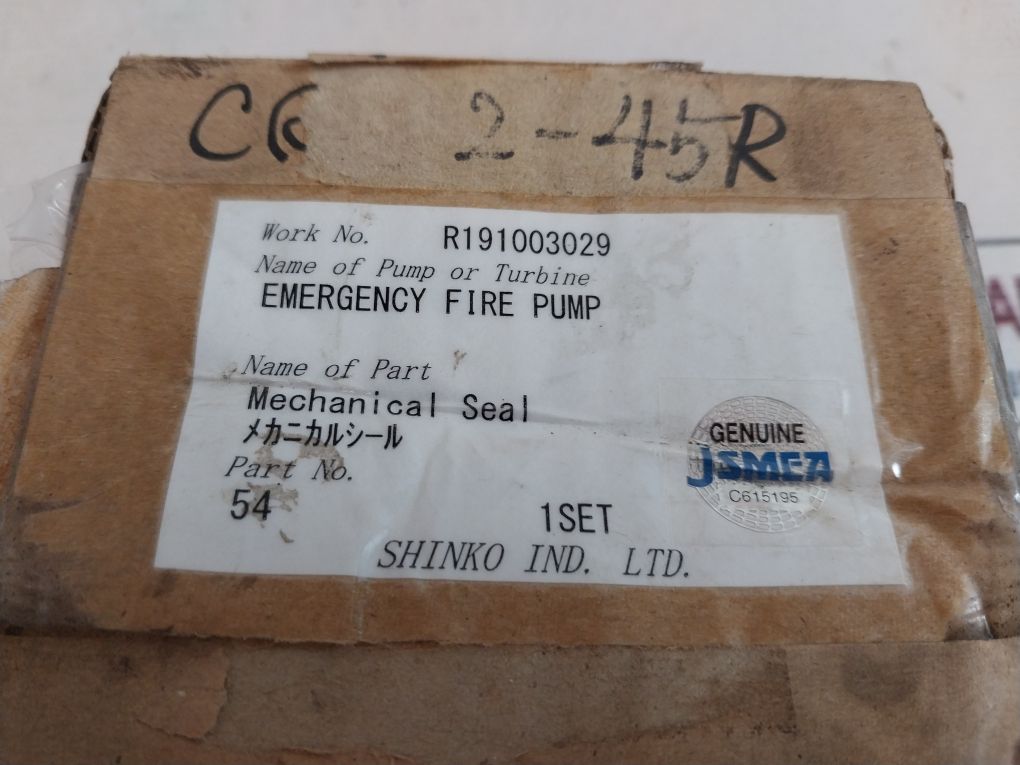 2-45R
Work No. R191003029
Name of Pump or Turbine
EMERGENCY FIRE PUMP
Name of Part
Mechanical Seal
メカニカルシール
Part No.
54 1SET
SHINKO IND. LTD.
GENUINE
JSMEA
C615195